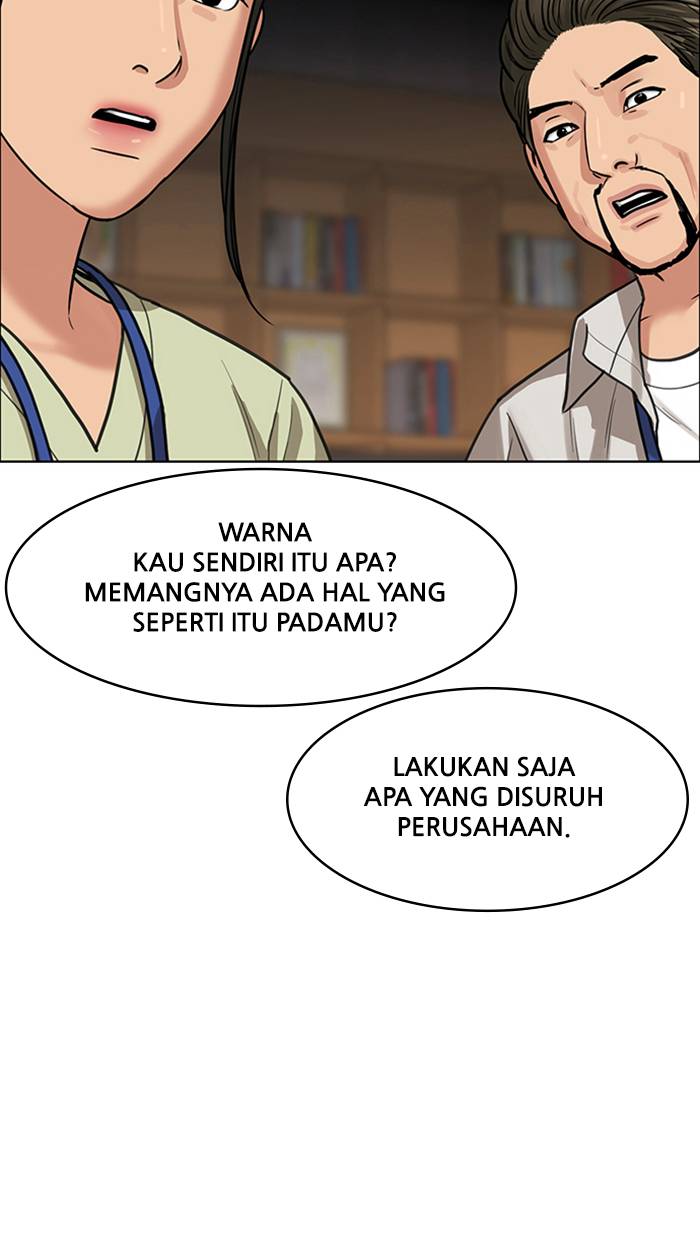 WARNA
KAU SENDIRI ITU APA?
MEMANGNYA ADA HAL YANG
SEPERTI ITU PADAMU?
LAKUKAN SAJA
APA YANG DISURUH
PERUSAHAAN.